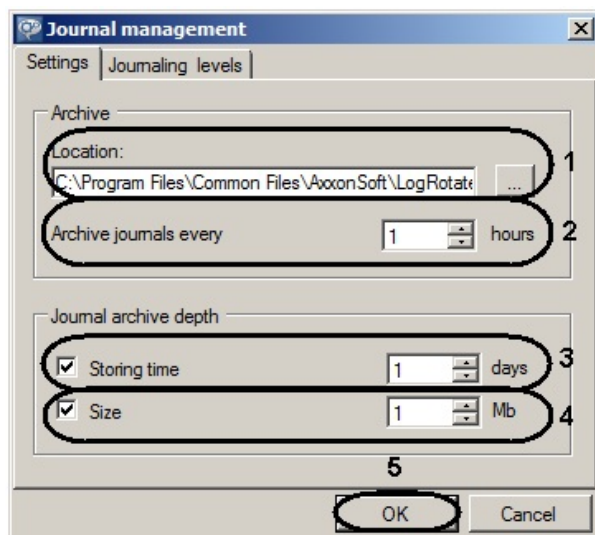 Journal management
Settings
Journaling levels
Archive
Location:
C:\Program Files\Common Files\AxxonSoft\LogRotate
...
1
Archive journals every
1
hours
2
Journal archive depth
Storing time
1
days
3
Size
1
Mb
4
5
OK
Cancel